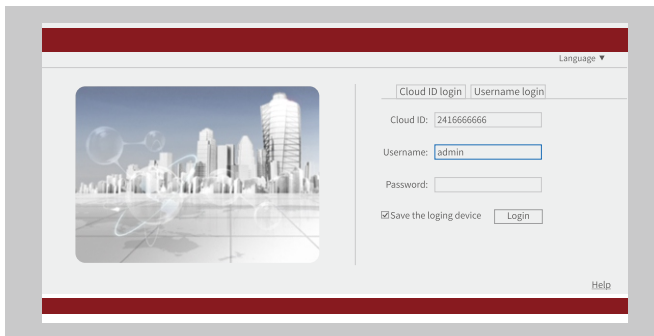 Language ▼
Cloud ID login Username login
Cloud ID: 2416666666
Username: admin
Password:
☑ Save the loging device Login
Help